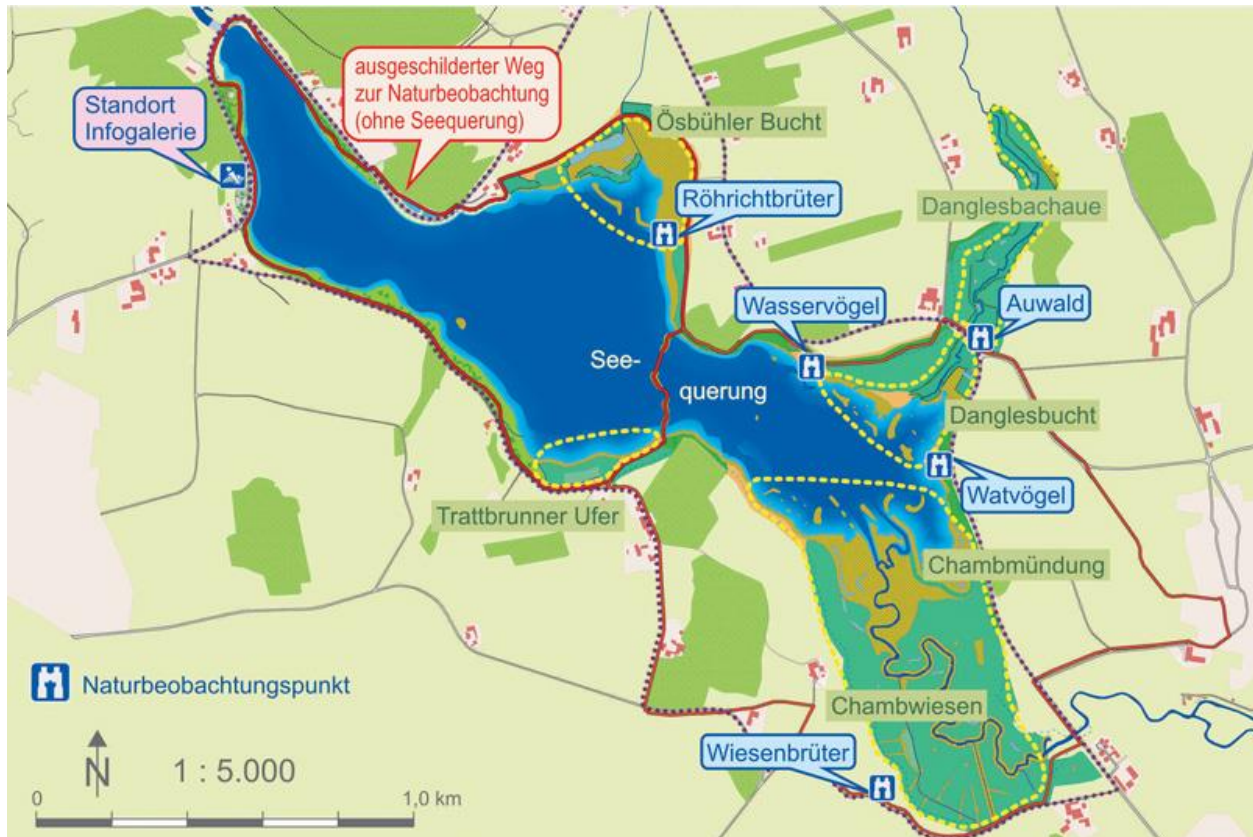 ausgeschilderter Weg
zur Naturbeobachtung
(ohne Seequerung)
Standort
Infogalerie
Ösbühler Bucht
Röhrichtbrüter
Danglesbachaue
Wasservögel
Auwald
See-
querung
Danglesbucht
Watvögel
Trattbrunner Ufer
Chambmündung
Naturbeobachtungspunkt
Chambwiesen
Wiesenbrüter
N
1 : 5.000
0
1,0 km